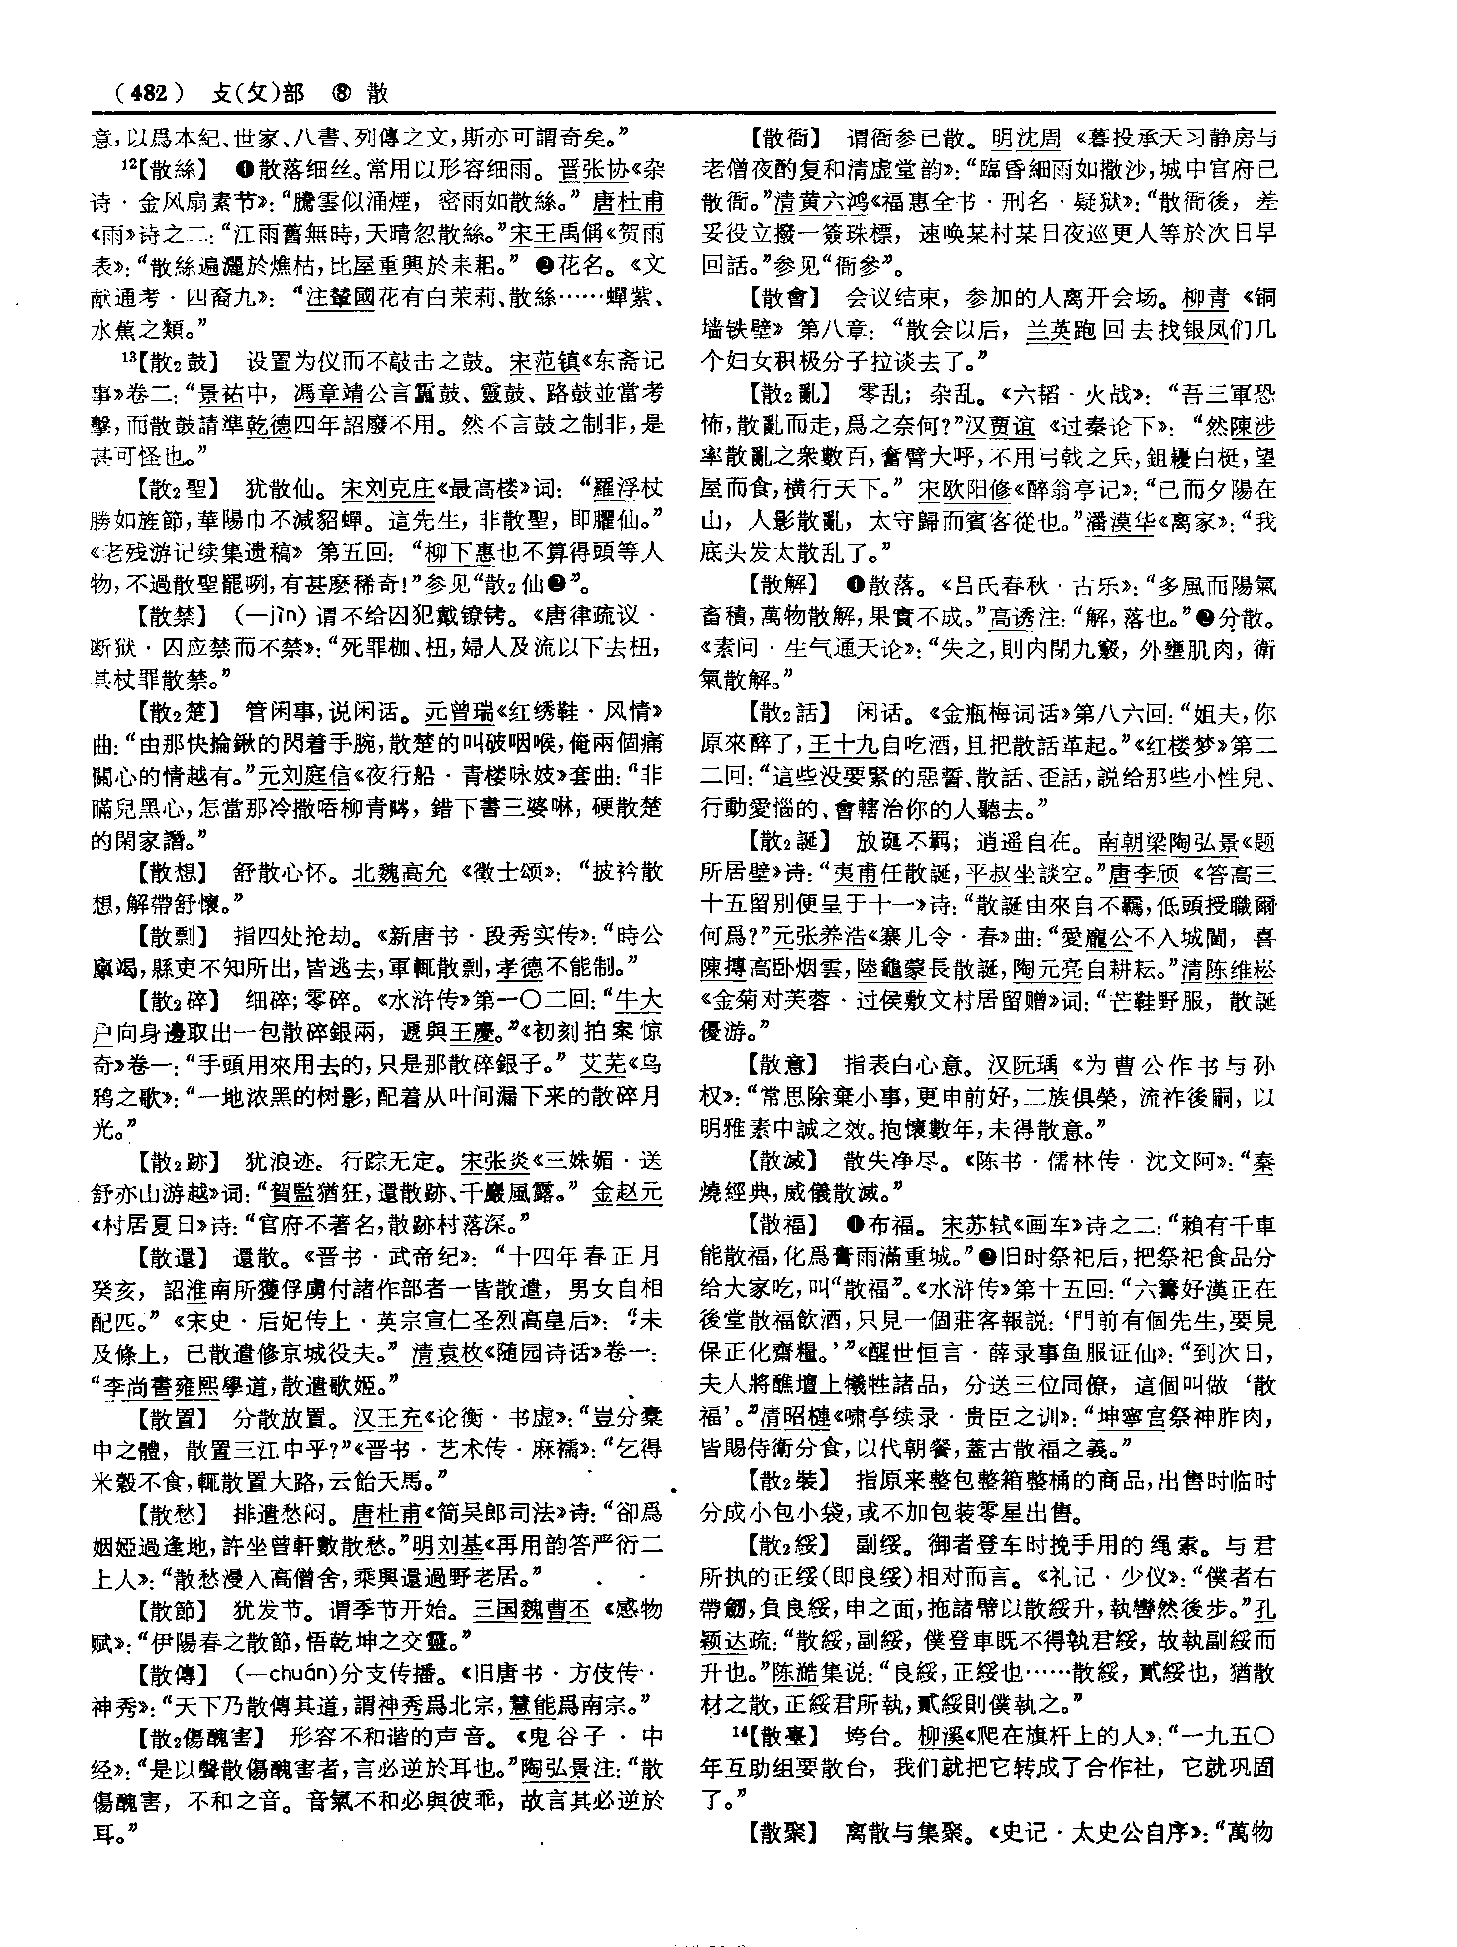 (482) 攴(攵)部 ⑧ 散
意,以爲本紀、世家、八書、列傳之文,斯亦可謂奇矣。”
¹²【散絲】 ❶散落细丝。常用以形容细雨。晋张协《杂
诗·金风扇素节》:“騰雲似涌煙,密雨如散絲。”唐杜甫
《雨》诗之二:“江雨舊無時,天晴忽散絲。”宋王禹偁《贺雨
表》:“散絲遍灑於燋枯,比屋重興於耒耜。” ❷花名。《文
献通考·四裔九》:“注輦國花有白茉莉、散絲……蟬紫、
水蕉之類。”
¹³【散₂鼓】 设置为仪而不敲击之鼓。宋范镇《东斋记
事》卷二:“景祐中,馮章靖公言靁鼓、靈鼓、路鼓並當考
擊,而散鼓請準乾德四年詔廢不用。然不言鼓之制非,是
甚可怪也。”
【散₂聖】 犹散仙。宋刘克庄《最高楼》词:“羅浮杖
勝如旌節,華陽巾不減貂蟬。這先生,非散聖,即臞仙。”
《老残游记续集遗稿》第五回:“柳下惠也不算得頭等人
物,不過散聖罷咧,有甚麽稀奇!”参见“散₂仙❷”。
【散禁】 (—jìn)谓不给囚犯戴镣铐。《唐律疏议·
断狱·囚应禁而不禁》:“死罪枷、杻,婦人及流以下去杻,
其杖罪散禁。”
【散₂楚】 管闲事,说闲话。元曾瑞《红绣鞋·风情》
曲:“由那快掄鍬的閃着手腕,散楚的叫破咽喉,俺兩個痛
關心的情越有。”元刘庭信《夜行船·青楼咏妓》套曲:“非
瞞兒黑心,怎當那冷撒唔柳青瞵,錯下書三婆啉,硬散楚
的閑家譖。”
【散想】 舒散心怀。北魏高允《徵士颂》:“披衿散
想,解帶舒懷。”
【散剽】 指四处抢劫。《新唐书·段秀实传》:“時公
廩竭,縣吏不知所出,皆逃去,軍輒散剽,孝德不能制。”
【散₂碎】 细碎;零碎。《水浒传》第一〇二回:“牛大
户向身邊取出一包散碎銀兩,遞與王慶。”《初刻拍案惊
奇》卷一:“手頭用來用去的,只是那散碎銀子。”艾芜《乌
鸦之歌》:“一地浓黑的树影,配着从叶间漏下来的散碎月
光。”
【散₂跡】 犹浪迹。行踪无定。宋张炎《三姝媚·送
舒亦山游越》词:“賀監猶狂,還散跡、千巖風露。”金赵元
《村居夏日》诗:“官府不著名,散跡村落深。”
【散還】 還散。《晋书·武帝纪》:“十四年春正月
癸亥,詔淮南所獲俘虜付諸作部者一皆散遣,男女自相
配匹。”《宋史·后妃传上·英宗宣仁圣烈高皇后》:“未
及條上,已散遣修京城役夫。”清袁枚《随园诗话》卷一:
“李尚書雍熙學道,散遣歌姬。”
【散置】 分散放置。汉王充《论衡·书虚》:“豈分橐
中之體,散置三江中乎?”《晋书·艺术传·麻襦》:“乞得
米穀不食,輒散置大路,云飴天馬。”
【散愁】 排遣愁闷。唐杜甫《简吴郎司法》诗:“卻爲
姻婭過逢地,許坐曾軒數散愁。”明刘基《再用韵答严衍二
上人》:“散愁漫入高僧舍,乘興還過野老居。”
【散節】 犹发节。谓季节开始。三国魏曹丕《感物
赋》:“伊陽春之散節,悟乾坤之交靈。”
【散傳】 (—chuán)分支传播。《旧唐书·方伎传·
神秀》:“天下乃散傳其道,謂神秀爲北宗,慧能爲南宗。”
【散₂傷醜害】 形容不和谐的声音。《鬼谷子·中
经》:“是以聲散傷醜害者,言必逆於耳也。”陶弘景注:“散
傷醜害,不和之音。音氣不和必與彼乖,故言其必逆於
耳。”
【散衙】 谓衙参已散。明沈周《暮投承天习静房与
老僧夜酌复和清虚堂韵》:“臨昏細雨如撒沙,城中官府已
散衙。”清黄六鸿《福惠全书·刑名·疑狱》:“散衙後,差
妥役立撥一簽珠標,速唤某村某日夜巡更人等於次日早
回話。”参见“衙参”。
【散會】 会议结束,参加的人离开会场。柳青《铜
墙铁壁》第八章:“散会以后,兰英跑回去找银凤们几
个妇女积极分子拉谈去了。”
【散₂亂】 零乱;杂乱。《六韬·火战》:“吾三軍恐
怖,散亂而走,爲之奈何?”汉贾谊《过秦论下》:“然陳涉
率散亂之衆數百,奮臂大呼,不用弓戟之兵,鉏耰白梃,望
屋而食,横行天下。”宋欧阳修《醉翁亭记》:“已而夕陽在
山,人影散亂,太守歸而賓客從也。”潘漠华《离家》:“我
底头发太散乱了。”
【散解】 ❶散落。《吕氏春秋·古乐》:“多風而陽氣
畜積,萬物散解,果實不成。”高诱注:“解,落也。”❷分散。
《素问·生气通天论》:“失之,則内閉九竅,外壅肌肉,衛
氣散解。”
【散₂話】 闲话。《金瓶梅词话》第八六回:“姐夫,你
原來醉了,王十九自吃酒,且把散話革起。”《红楼梦》第二
二回:“這些没要緊的惡誓、散話、歪話,説给那些小性兒、
行動愛惱的、會轄治你的人聽去。”
【散₂誕】 放诞不羁;逍遥自在。南朝梁陶弘景《题
所居壁》诗:“夷甫任散誕,平叔坐談空。”唐李颀《答高三
十五留别便呈于十一》诗:“散誕由來自不羈,低頭授職爾
何爲?”元张养浩《寨儿令·春》曲:“愛龐公不入城闉,喜
陳摶高卧烟雲,陸龜蒙長散誕,陶元亮自耕耘。”清陈维崧
《金菊对芙蓉·过侯敷文村居留赠》词:“芒鞋野服,散誕
優游。”
【散意】 指表白心意。汉阮瑀《为曹公作书与孙
权》:“常思除棄小事,更申前好,二族俱榮,流祚後嗣,以
明雅素中誠之效。抱懷數年,未得散意。”
【散滅】 散失净尽。《陈书·儒林传·沈文阿》:“秦
燒經典,威儀散滅。”
【散福】 ❶布福。宋苏轼《画车》诗之二:“賴有千車
能散福,化爲膏雨滿重城。”❷旧时祭祀后,把祭祀食品分
给大家吃,叫“散福”。《水浒传》第十五回:“六籌好漢正在
後堂散福飲酒,只見一個莊客報説:‘門前有個先生,要見
保正化齋糧。’”《醒世恒言·薛录事鱼服证仙》:“到次日,
夫人將醮壇上犧牲諸品,分送三位同僚,這個叫做‘散
福’。”清昭槤《啸亭续录·贵臣之训》:“坤寧宫祭神胙肉,
皆賜侍衛分食,以代朝餐,蓋古散福之義。”
【散₂裝】 指原来整包整箱整桶的商品,出售时临时
分成小包小袋,或不加包装零星出售。
【散₂綏】 副绥。御者登车时挽手用的绳索。与君
所执的正绥(即良绥)相对而言。《礼记·少仪》:“僕者右
帶劒,負良綏,申之面,拖諸幦以散綏升,執轡然後步。”孔
颖达疏:“散綏,副綏,僕登車既不得執君綏,故執副綏而
升也。”陈澔集说:“良綏,正綏也……散綏,貳綏也,猶散
材之散,正綏君所執,貳綏則僕執之。”
¹⁴【散臺】 垮台。柳溪《爬在旗杆上的人》:“一九五〇
年互助组要散台,我们就把它转成了合作社,它就巩固
了。”
【散聚】 离散与集聚。《史记·太史公自序》:“萬物